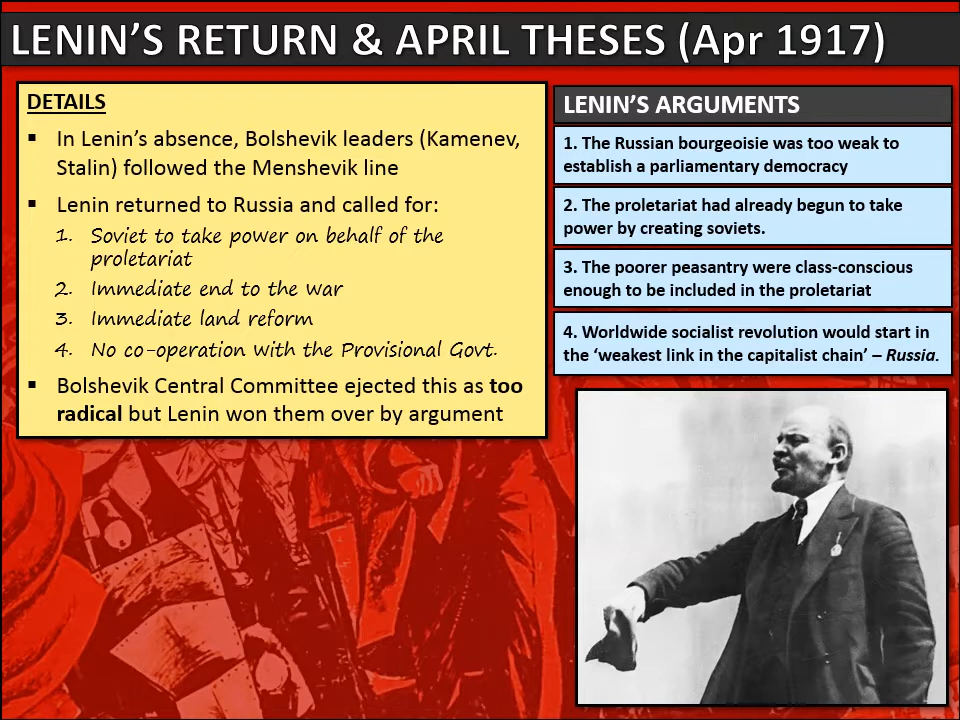 LENIN'S RETURN & APRIL THESES (Apr 1917)
DETAILS
▪ In Lenin's absence, Bolshevik leaders (Kamenev,
Stalin) followed the Menshevik line
▪ Lenin returned to Russia and called for:
1. Soviet to take power on behalf of the
proletariat
2. Immediate end to the war
3. Immediate land reform
4. No co-operation with the Provisional Govt.
▪ Bolshevik Central Committee ejected this as too
radical but Lenin won them over by argument
LENIN'S ARGUMENTS
1. The Russian bourgeoisie was too weak to
establish a parliamentary democracy
2. The proletariat had already begun to take
power by creating soviets.
3. The poorer peasantry were class-conscious
enough to be included in the proletariat
4. Worldwide socialist revolution would start in
the ‘weakest link in the capitalist chain’ – Russia.